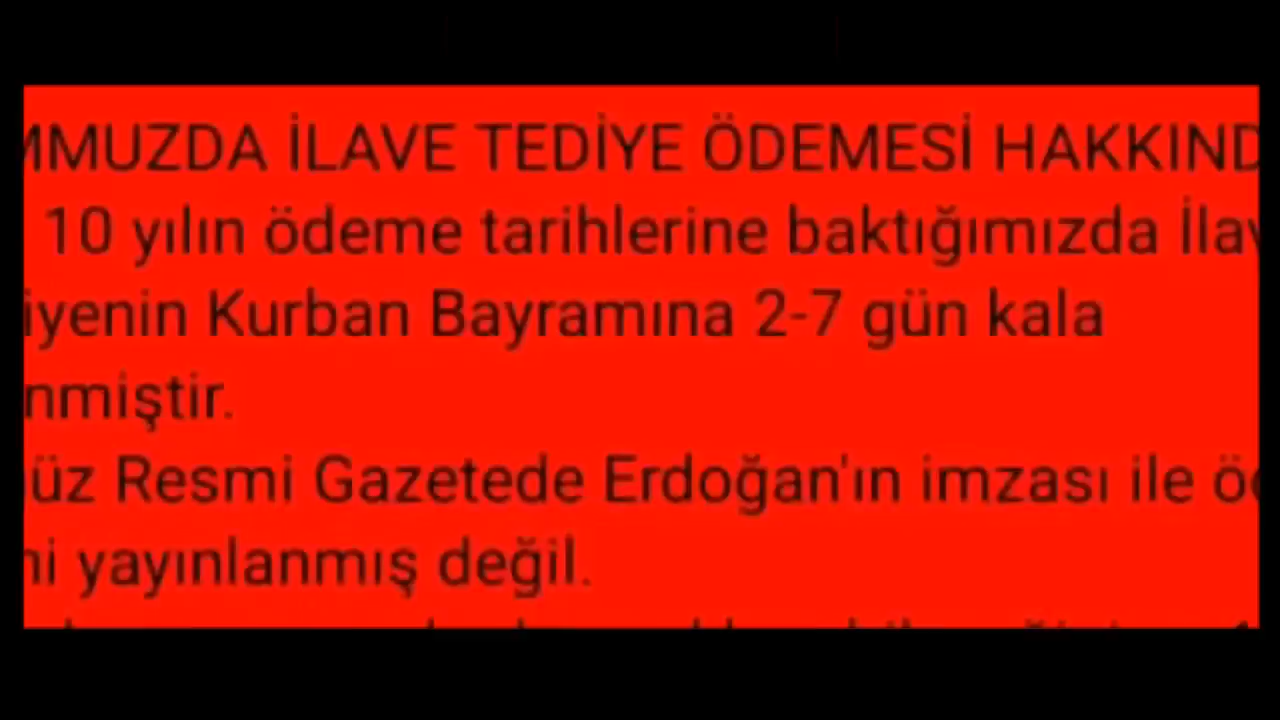 MMUZDA İLAVE TEDİYE ÖDEMESİ HAKKIND
10 yılın ödeme tarihlerine baktığımızda İlav
iyenin Kurban Bayramına 2-7 gün kala
nmiştir.
üz Resmi Gazetede Erdoğan'ın imzası ile
yayınlanmış değil.